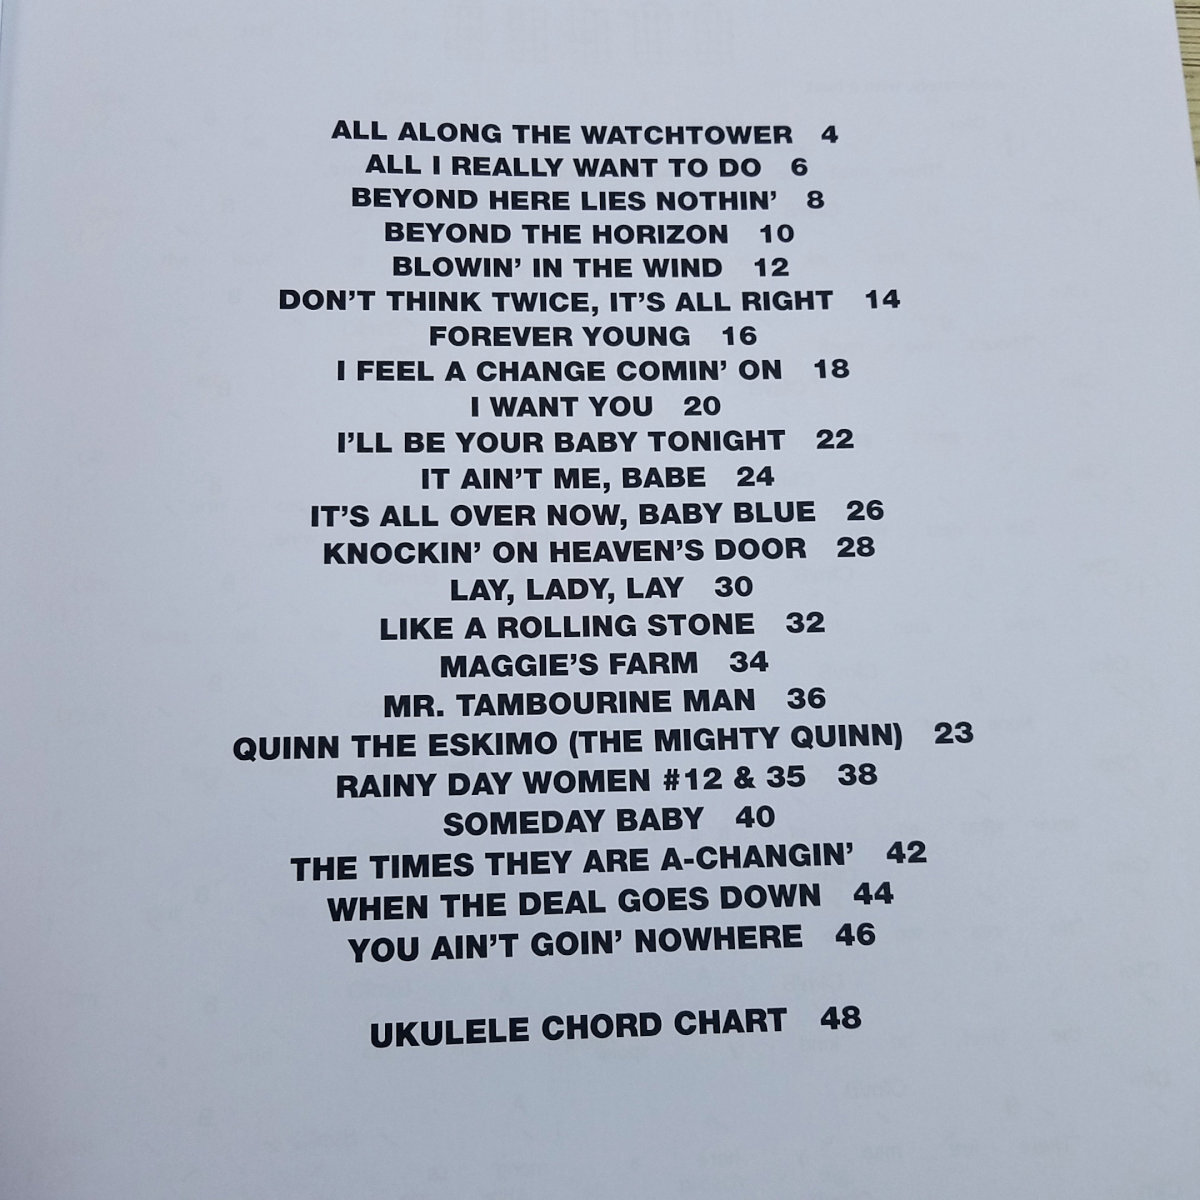 ALL ALONG THE WATCHTOWER 4
ALL I REALLY WANT TO DO 6
BEYOND HERE LIES NOTHIN' 8
BEYOND THE HORIZON 10
BLOWIN' IN THE WIND 12
DON'T THINK TWICE, IT'S ALL RIGHT 14
FOREVER YOUNG 16
I FEEL A CHANGE COMIN' ON 18
I WANT YOU 20
I'LL BE YOUR BABY TONIGHT 22
IT AIN'T ME, BABE 24
IT'S ALL OVER NOW, BABY BLUE 26
KNOCKIN' ON HEAVEN'S DOOR 28
LAY, LADY, LAY 30
LIKE A ROLLING STONE 32
MAGGIE'S FARM 34
MR. TAMBOURINE MAN 36
QUINN THE ESKIMO (THE MIGHTY QUINN) 23
RAINY DAY WOMEN #12 & 35 38
SOMEDAY BABY 40
THE TIMES THEY ARE A-CHANGIN' 42
WHEN THE DEAL GOES DOWN 44
YOU AIN'T GOIN' NOWHERE 46
UKULELE CHORD CHART 48